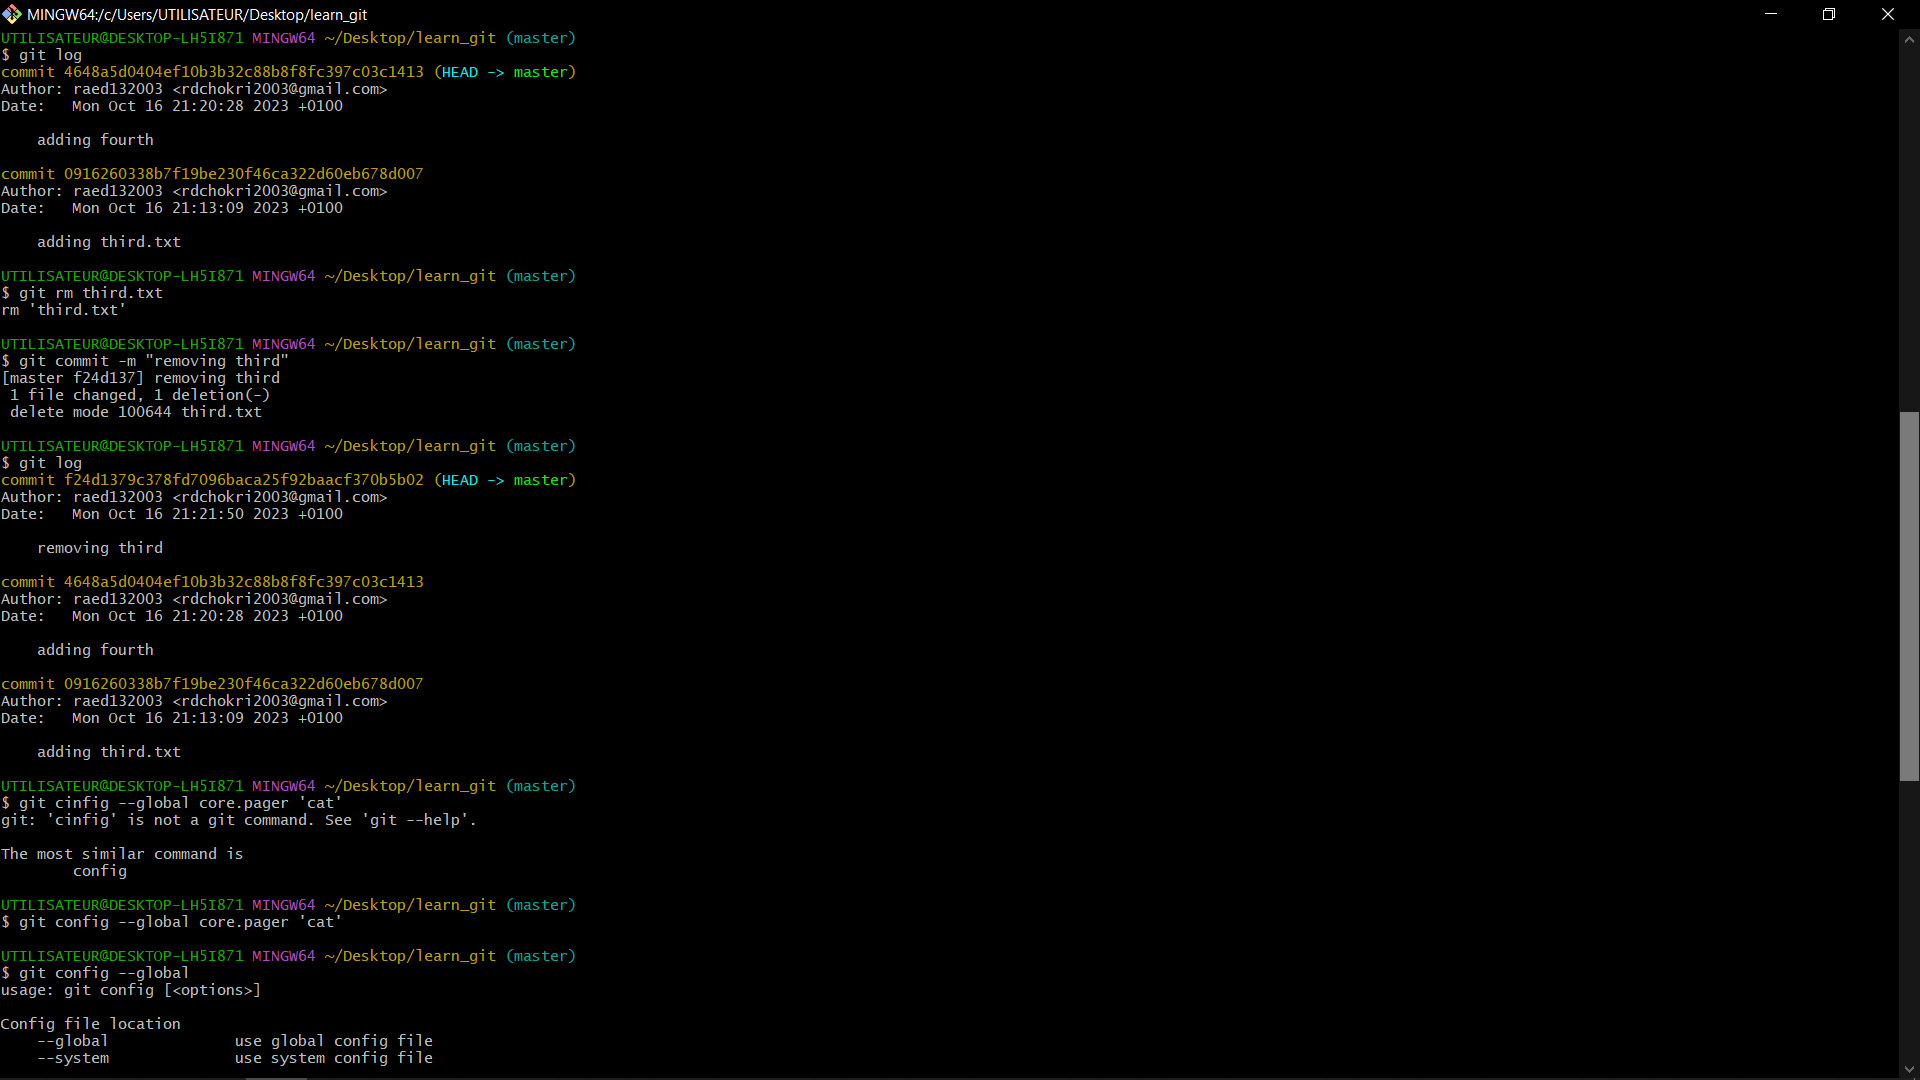 MINGW64:/c/Users/UTILISATEUR/Desktop/learn_git
UTILISATEUR@DESKTOP-LH5I871 MINGW64 ~/Desktop/learn_git (master)
$ git log
commit 4648a5d0404ef10b3b32c88b8f8fc397c03c1413 (HEAD -> master)
Author: raed132003 <rdchokri2003@gmail.com>
Date:   Mon Oct 16 21:20:28 2023 +0100

    adding fourth

commit 0916260338b7f19be230f46ca322d60eb678d007
Author: raed132003 <rdchokri2003@gmail.com>
Date:   Mon Oct 16 21:13:09 2023 +0100

    adding third.txt

UTILISATEUR@DESKTOP-LH5I871 MINGW64 ~/Desktop/learn_git (master)
$ git rm third.txt
rm 'third.txt'

UTILISATEUR@DESKTOP-LH5I871 MINGW64 ~/Desktop/learn_git (master)
$ git commit -m "removing third"
[master f24d137] removing third
 1 file changed, 1 deletion(-)
 delete mode 100644 third.txt

UTILISATEUR@DESKTOP-LH5I871 MINGW64 ~/Desktop/learn_git (master)
$ git log
commit f24d1379c378fd7096baca25f92baacf370b5b02 (HEAD -> master)
Author: raed132003 <rdchokri2003@gmail.com>
Date:   Mon Oct 16 21:21:50 2023 +0100

    removing third

commit 4648a5d0404ef10b3b32c88b8f8fc397c03c1413
Author: raed132003 <rdchokri2003@gmail.com>
Date:   Mon Oct 16 21:20:28 2023 +0100

    adding fourth

commit 0916260338b7f19be230f46ca322d60eb678d007
Author: raed132003 <rdchokri2003@gmail.com>
Date:   Mon Oct 16 21:13:09 2023 +0100

    adding third.txt

UTILISATEUR@DESKTOP-LH5I871 MINGW64 ~/Desktop/learn_git (master)
$ git cinfig --global core.pager 'cat'
git: 'cinfig' is not a git command. See 'git --help'.

The most similar command is
        config

UTILISATEUR@DESKTOP-LH5I871 MINGW64 ~/Desktop/learn_git (master)
$ git config --global core.pager 'cat'

UTILISATEUR@DESKTOP-LH5I871 MINGW64 ~/Desktop/learn_git (master)
$ git config --global
usage: git config [<options>]

Config file location
    --global              use global config file
    --system              use system config file